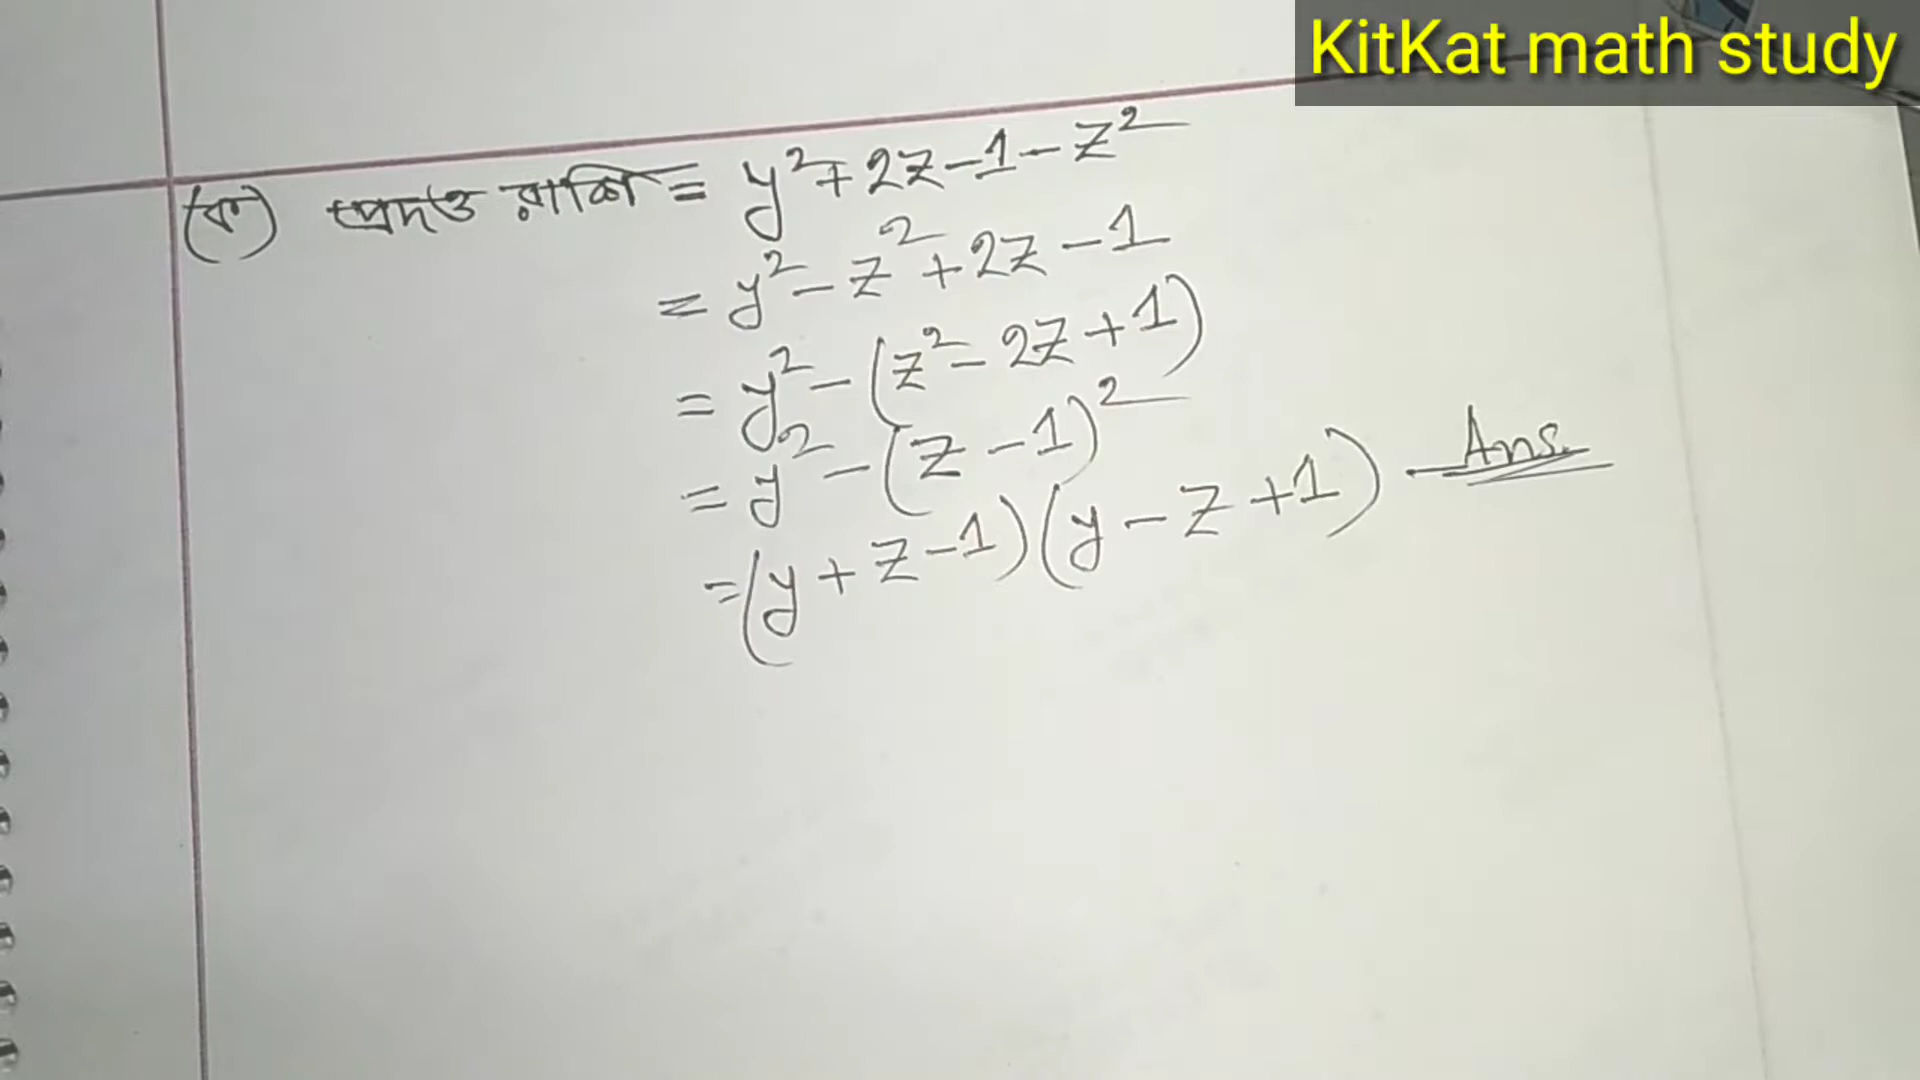 KitKat math study
(ক) প্রদত্ত রাশি = y² + 2z - 1 - z²
= y² - z² + 2z - 1
= y² - (z² - 2z + 1)
= y² - (z - 1)²
= (y + z - 1)(y - z + 1) Ans.